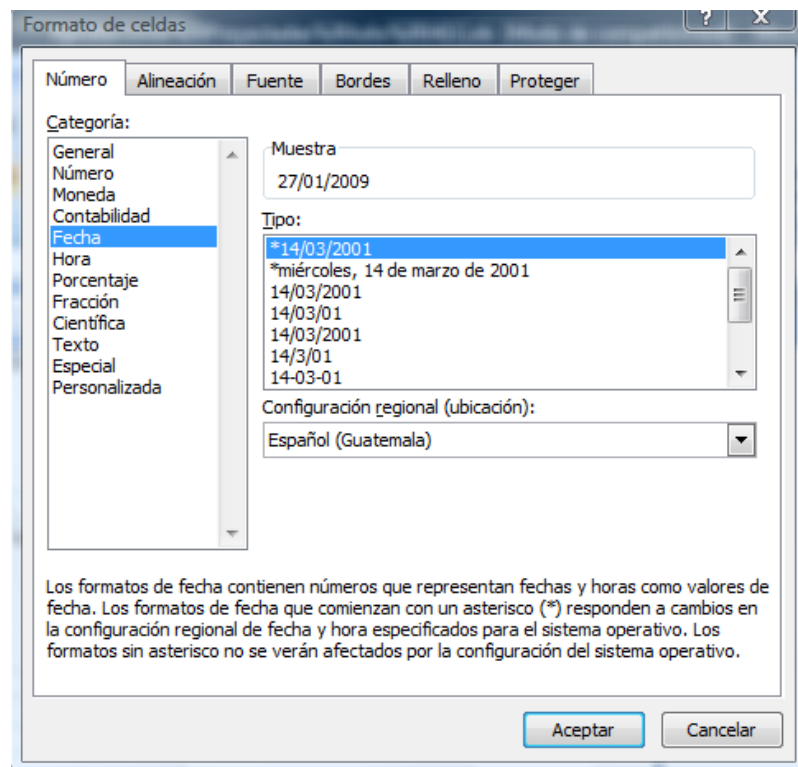 Formato de celdas
? X
Número Alineación Fuente Bordes Relleno Proteger
Categoría:
General
Número
Moneda
Contabilidad
Fecha
Hora
Porcentaje
Fracción
Científica
Texto
Especial
Personalizada
Muestra
27/01/2009
Tipo:
*14/03/2001
*miércoles, 14 de marzo de 2001
14/03/2001
14/03/01
14/03/2001
14/3/01
14-03-01
Configuración regional (ubicación):
Español (Guatemala)
Los formatos de fecha contienen números que representan fechas y horas como valores de
fecha. Los formatos de fecha que comienzan con un asterisco (*) responden a cambios en
la configuración regional de fecha y hora especificados para el sistema operativo. Los
formatos sin asterisco no se verán afectados por la configuración del sistema operativo.
Aceptar Cancelar